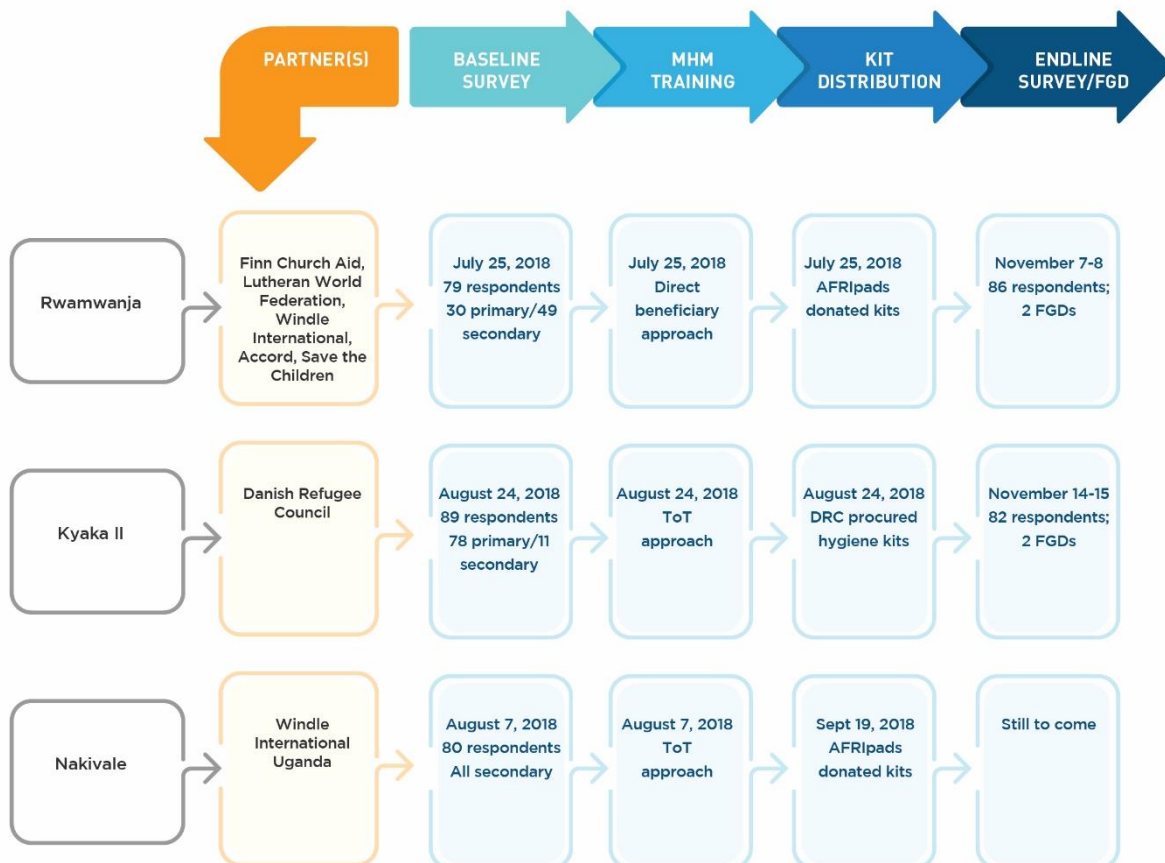 PARTNER(S)
BASELINE
SURVEY
MHM
TRAINING
KIT
DISTRIBUTION
ENDLINE
SURVEY/FGD
Rwamwanja
Finn Church Aid,
Lutheran World
Federation,
Windle
International,
Accord, Save the
Children
July 25, 2018
79 respondents
30 primary/49
secondary
July 25, 2018
Direct
beneficiary
approach
July 25, 2018
AFRIpads
donated kits
November 7-8
86 respondents;
2 FGDs
Kyaka II
Danish Refugee
Council
August 24, 2018
89 respondents
78 primary/11
secondary
August 24, 2018
ToT
approach
August 24, 2018
DRC procured
hygiene kits
November 14-15
82 respondents;
2 FGDs
Nakivale
Windle
International
Uganda
August 7, 2018
80 respondents
All secondary
August 7, 2018
ToT
approach
Sept 19, 2018
AFRIpads
donated kits
Still to come